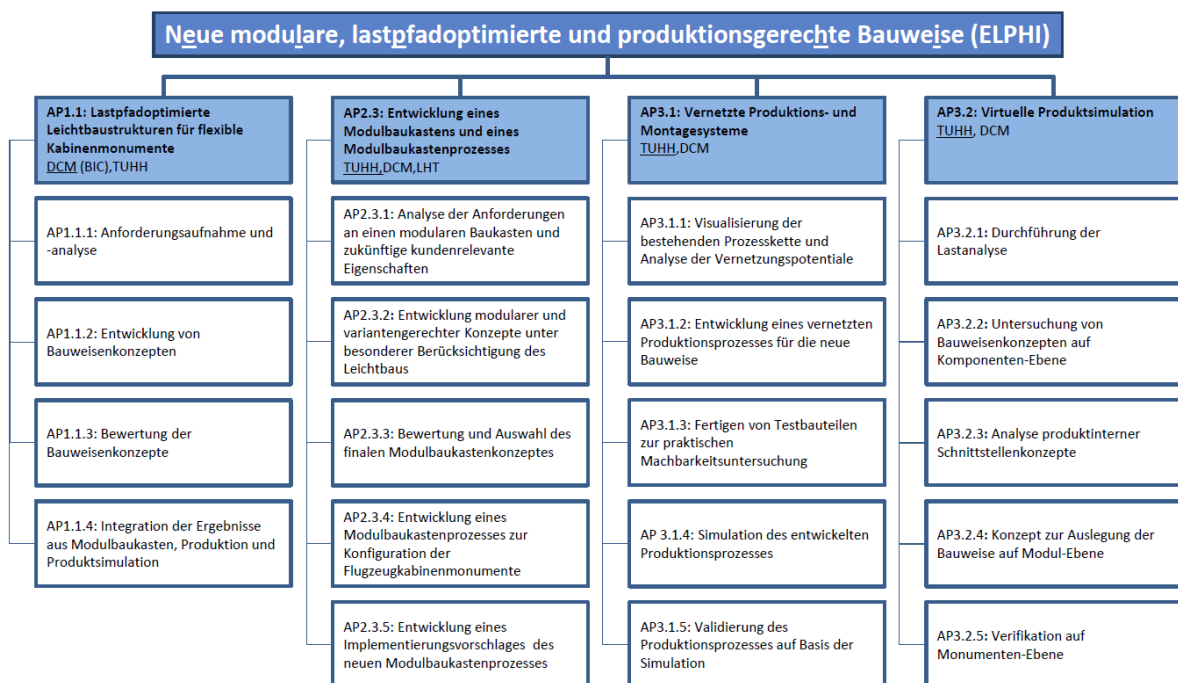 Neue modulare, lastpfadoptimierte und produktionsgerechte Bauweise (ELPHI)
AP1.1: Lastpfadoptimierte
Leichtbaustrukturen für flexible
Kabinenmonumente
DCM (BIC),TUHH
AP1.1.1: Anforderungsaufnahme und
-analyse
AP1.1.2: Entwicklung von
Bauweisenkonzepten
AP1.1.3: Bewertung der
Bauweisenkonzepte
AP1.1.4: Integration der Ergebnisse
aus Modulbaukasten, Produktion und
Produktsimulation
AP2.3: Entwicklung eines
Modulbaukastens und eines
Modulbaukastenprozesses
TUHH,DCM,LHT
AP2.3.1: Analyse der Anforderungen
an einen modularen Baukasten und
zukünftige kundenrelevante
Eigenschaften
AP2.3.2: Entwicklung modularer und
variantengerechter Konzepte unter
besonderer Berücksichtigung des
Leichtbaus
AP2.3.3: Bewertung und Auswahl des
finalen Modulbaukastenkonzeptes
AP2.3.4: Entwicklung eines
Modulbaukastenprozesses zur
Konfiguration der
Flugzeugkabinenmonumente
AP2.3.5: Entwicklung eines
Implementierungsvorschlages des
neuen Modulbaukastenprozesses
AP3.1: Vernetzte Produktions- und
Montagesysteme
TUHH,DCM
AP3.1.1: Visualisierung der
bestehenden Prozesskette und
Analyse der Vernetzungspotentiale
AP3.1.2: Entwicklung eines vernetzten
Produktionsprozesses für die neue
Bauweise
AP3.1.3: Fertigen von Testbauteilen
zur praktischen
Machbarkeitsuntersuchung
AP 3.1.4: Simulation des entwickelten
Produktionsprozesses
AP3.1.5: Validierung des
Produktionsprozesses auf Basis der
Simulation
AP3.2: Virtuelle Produktsimulation
TUHH, DCM
AP3.2.1: Durchführung der
Lastanalyse
AP3.2.2: Untersuchung von
Bauweisenkonzepten auf
Komponenten-Ebene
AP3.2.3: Analyse produktinterner
Schnittstellenkonzepte
AP3.2.4: Konzept zur Auslegung der
Bauweise auf Modul-Ebene
AP3.2.5: Verifikation auf
Monumenten-Ebene